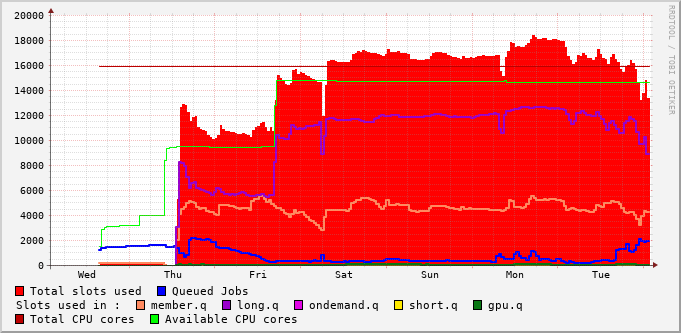 RRDTOOL / TOBI OETIKER
20000
18000
16000
14000
12000
10000
8000
6000
4000
2000
0
Wed Thu Fri Sat Sun Mon Tue
Total slots used Queued Jobs
Slots used in : member.q long.q ondemand.q short.q gpu.q
Total CPU cores Available CPU cores